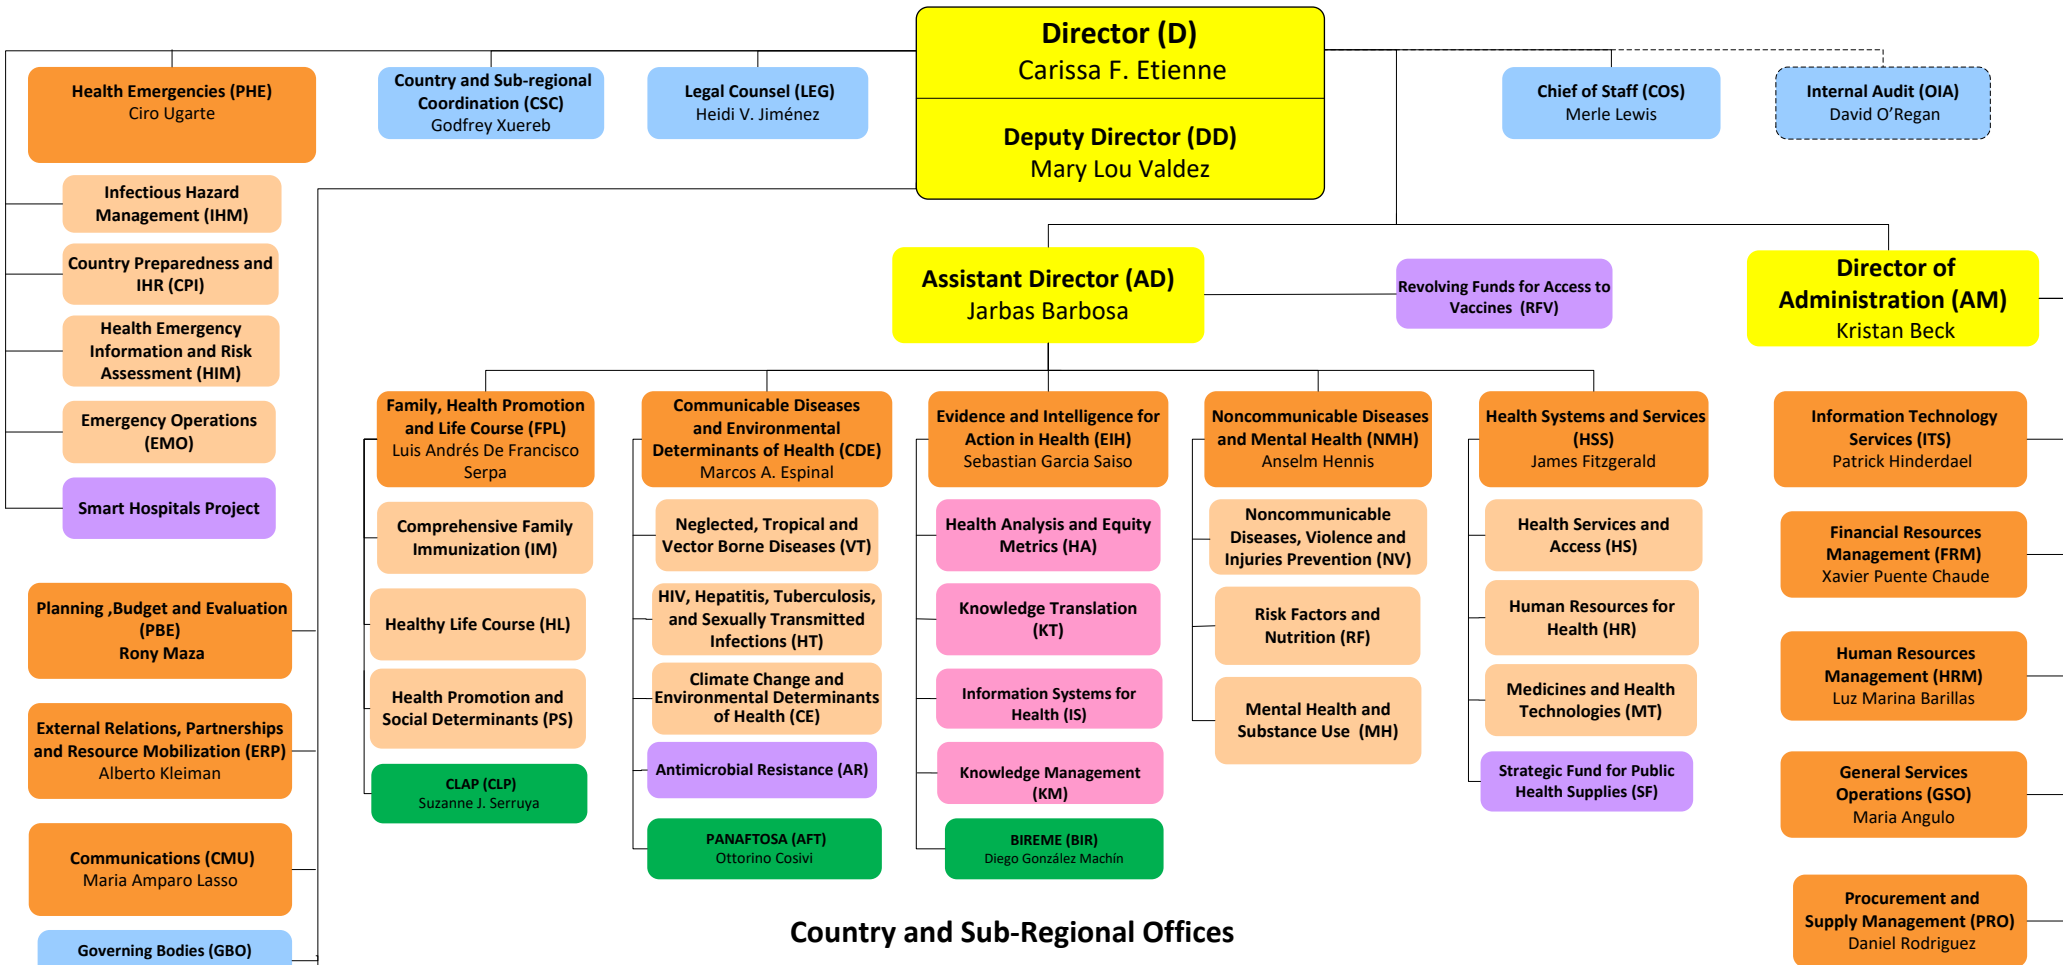 Director (D)
Carissa F. Etienne
Deputy Director (DD)
Mary Lou Valdez
Health Emergencies (PHE)
Ciro Ugarte
Country and Sub-regional
Coordination (CSC)
Godfrey Xuereb
Legal Counsel (LEG)
Heidi V. Jiménez
Chief of Staff (COS)
Merle Lewis
Internal Audit (OIA)
David O’Regan
Infectious Hazard
Management (IHM)
Country Preparedness and
IHR (CPI)
Health Emergency
Information and Risk
Assessment (HIM)
Emergency Operations
(EMO)
Smart Hospitals Project
Planning ,Budget and Evaluation
(PBE)
Rony Maza
External Relations, Partnerships
and Resource Mobilization (ERP)
Alberto Kleiman
Communications (CMU)
Maria Amparo Lasso
Governing Bodies (GBO)
Assistant Director (AD)
Jarbas Barbosa
Revolving Funds for Access to
Vaccines (RFV)
Director of
Administration (AM)
Kristan Beck
Family, Health Promotion
and Life Course (FPL)
Luis Andrés De Francisco
Serpa
Comprehensive Family
Immunization (IM)
Healthy Life Course (HL)
Health Promotion and
Social Determinants (PS)
CLAP (CLP)
Suzanne J. Serruya
Communicable Diseases
and Environmental
Determinants of Health (CDE)
Marcos A. Espinal
Neglected, Tropical and
Vector Borne Diseases (VT)
HIV, Hepatitis, Tuberculosis,
and Sexually Transmitted
Infections (HT)
Climate Change and
Environmental Determinants
of Health (CE)
Antimicrobial Resistance (AR)
PANAFTOSA (AFT)
Ottorino Cosivi
Evidence and Intelligence for
Action in Health (EIH)
Sebastian Garcia Saiso
Health Analysis and Equity
Metrics (HA)
Knowledge Translation
(KT)
Information Systems for
Health (IS)
Knowledge Management
(KM)
BIREME (BIR)
Diego González Machín
Noncommunicable Diseases
and Mental Health (NMH)
Anselm Hennis
Noncommunicable
Diseases, Violence and
Injuries Prevention (NV)
Risk Factors and
Nutrition (RF)
Mental Health and
Substance Use (MH)
Health Systems and Services
(HSS)
James Fitzgerald
Health Services and
Access (HS)
Human Resources for
Health (HR)
Medicines and Health
Technologies (MT)
Strategic Fund for Public
Health Supplies (SF)
Information Technology
Services (ITS)
Patrick Hinderdael
Financial Resources
Management (FRM)
Xavier Puente Chaude
Human Resources
Management (HRM)
Luz Marina Barillas
General Services
Operations (GSO)
Maria Angulo
Procurement and
Supply Management (PRO)
Daniel Rodriguez
Country and Sub-Regional Offices